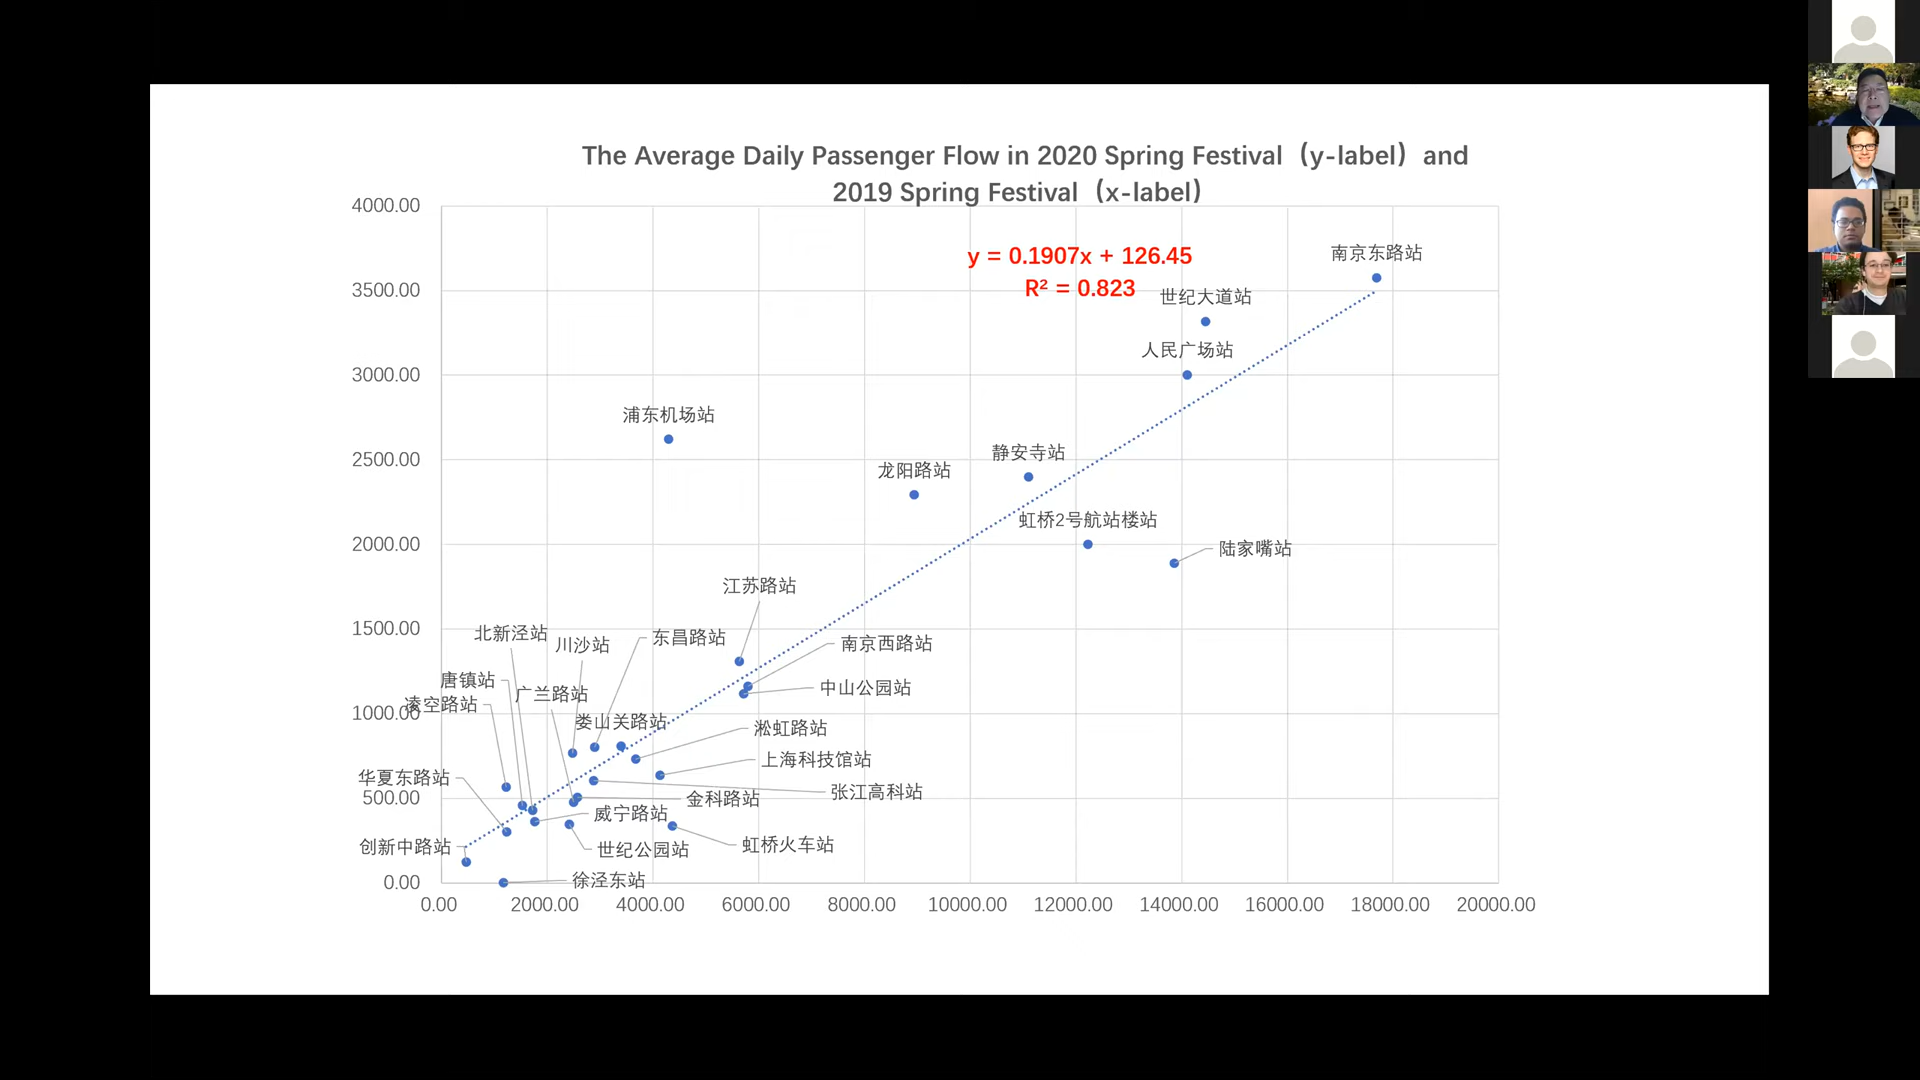 The Average Daily Passenger Flow in 2020 Spring Festival（y-label）and
2019 Spring Festival（x-label）
4000.00
3500.00
3000.00
2500.00
2000.00
1500.00
1000.00
500.00
0.00
y = 0.1907x + 126.45
R² = 0.823
南京东路站
世纪大道站
人民广场站
浦东机场站
静安寺站
龙阳路站
虹桥2号航站楼站
陆家嘴站
江苏路站
北新泾站
川沙站
东昌路站
南京西路站
唐镇站
广兰路站
中山公园站
凌空路站
娄山关路站
淞虹路站
上海科技馆站
华夏东路站
张江高科站
金科路站
威宁路站
创新中路站
世纪公园站
虹桥火车站
徐泾东站
0.00 2000.00 4000.00 6000.00 8000.00 10000.00 12000.00 14000.00 16000.00 18000.00 20000.00